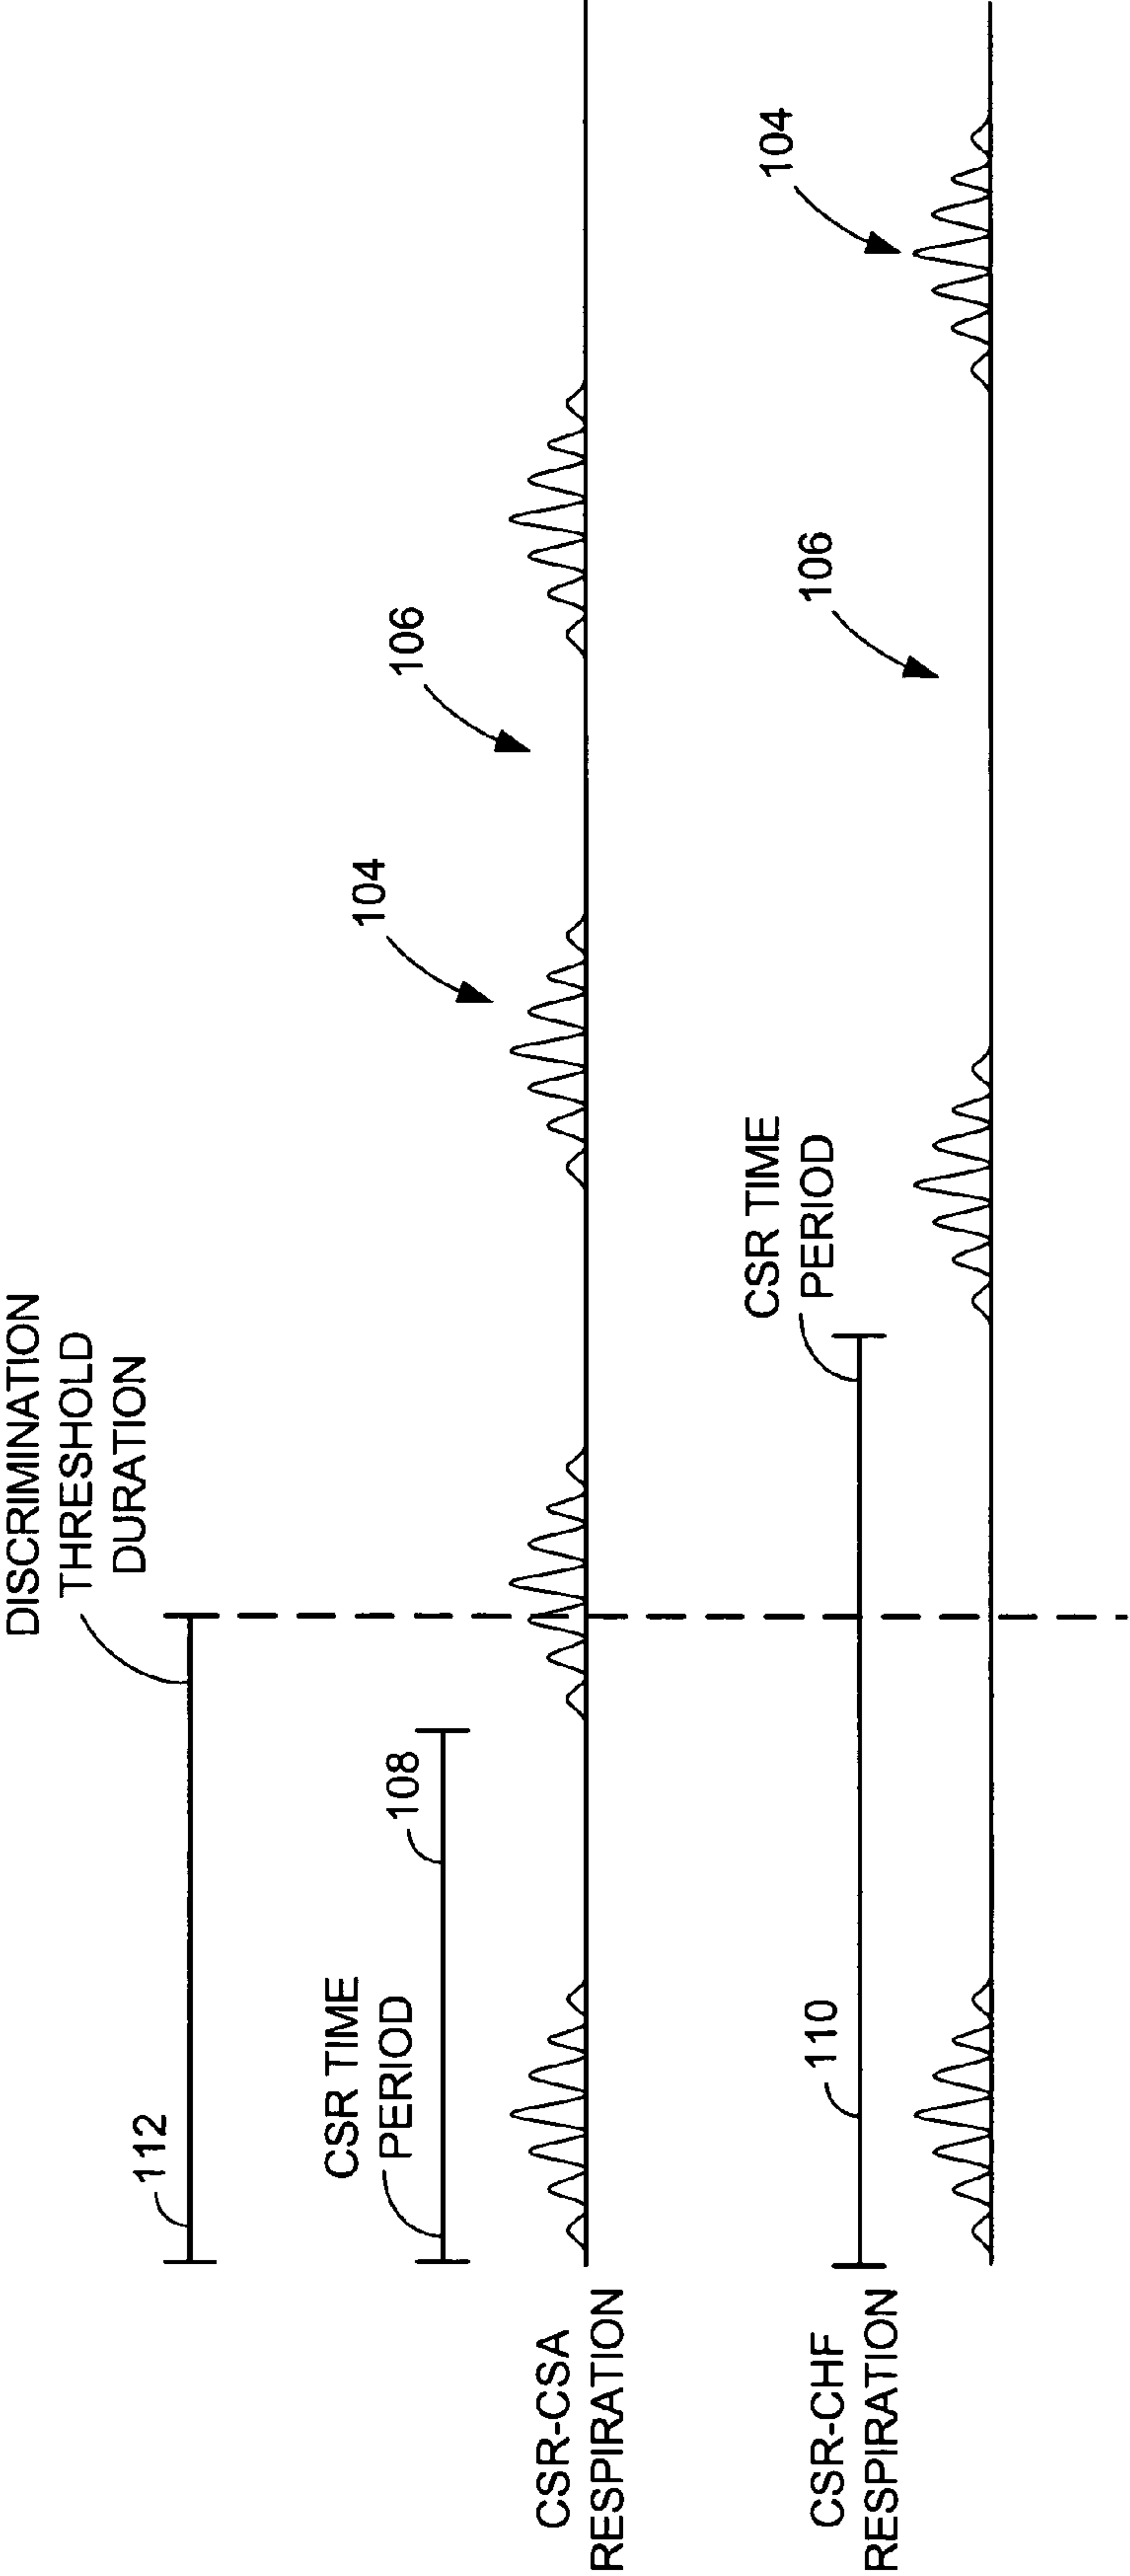 DISCRIMINATION
THRESHOLD
DURATION
112
CSR TIME
PERIOD
108
104
106
CSR-CSA
RESPIRATION
CSR TIME
PERIOD
110
106
104
CSR-CHF
RESPIRATION